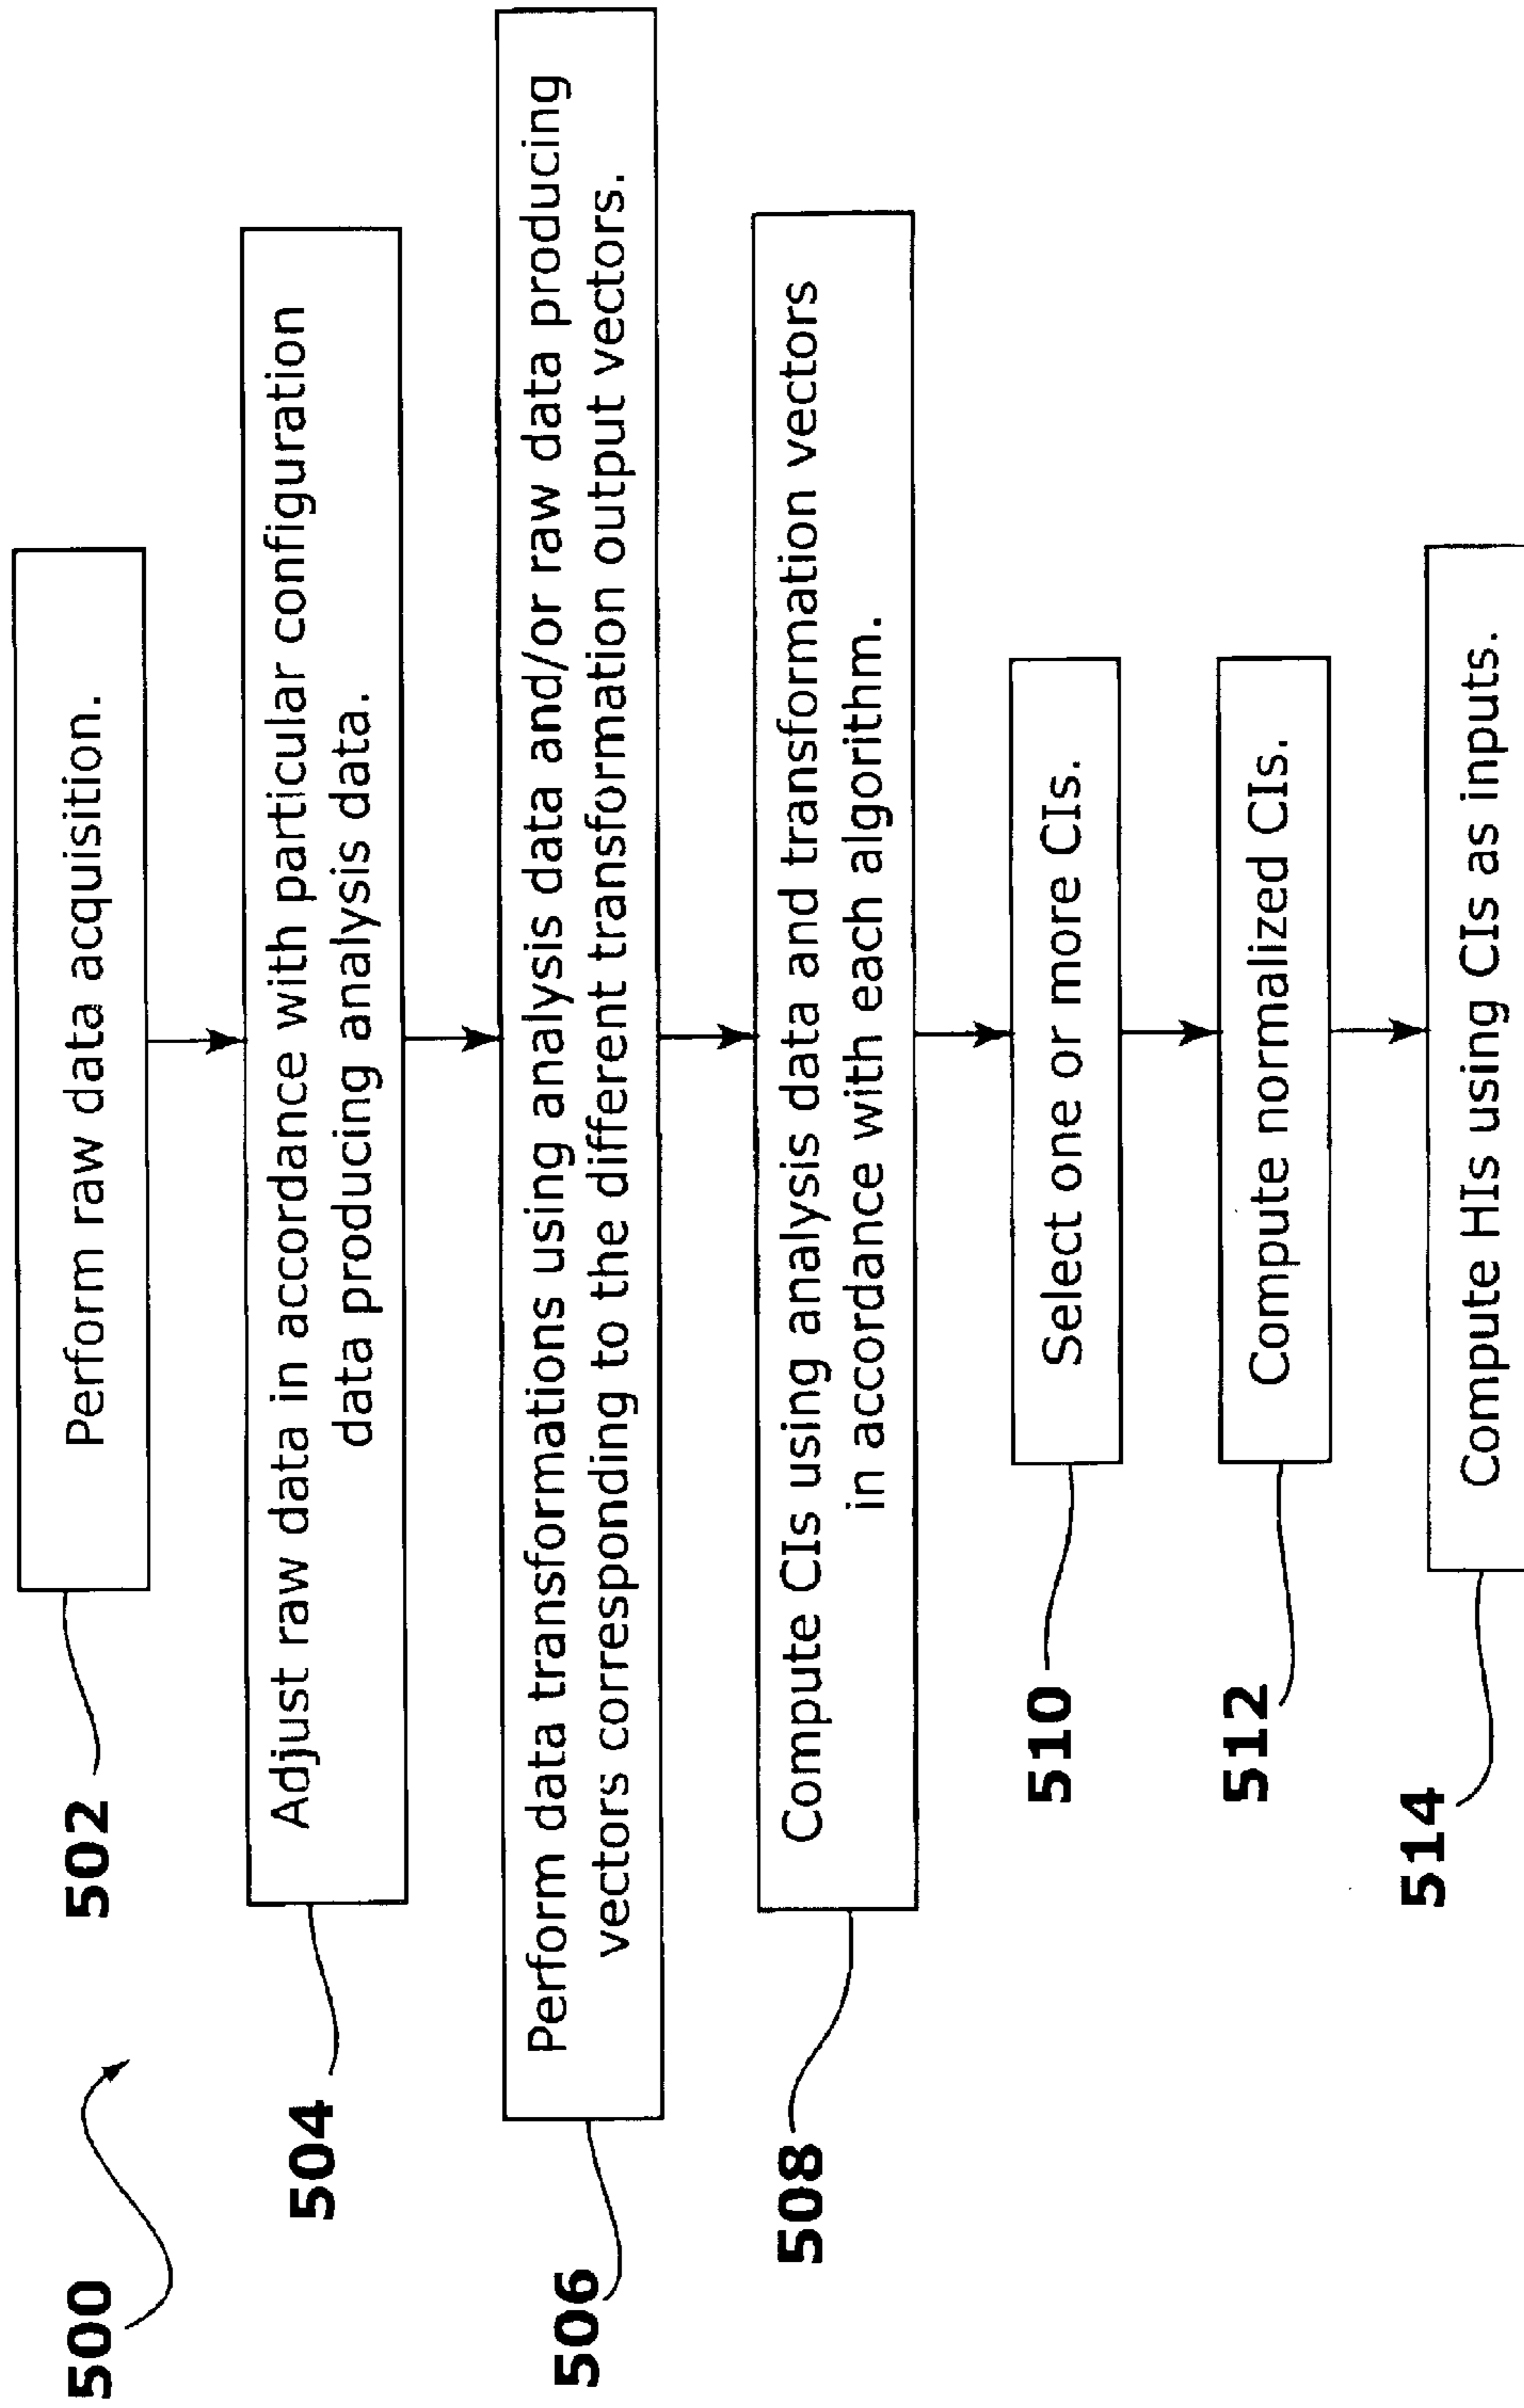 500
502
Perform raw data acquisition.
504
Adjust raw data in accordance with particular configuration
data producing analysis data.
506
Perform data transformations using analysis data and/or raw data producing
vectors corresponding to the different transformation output vectors.
508
Compute CIs using analysis data and transformation vectors
in accordance with each algorithm.
510
Select one or more CIs.
512
Compute normalized CIs.
514
Compute HIs using CIs as inputs.